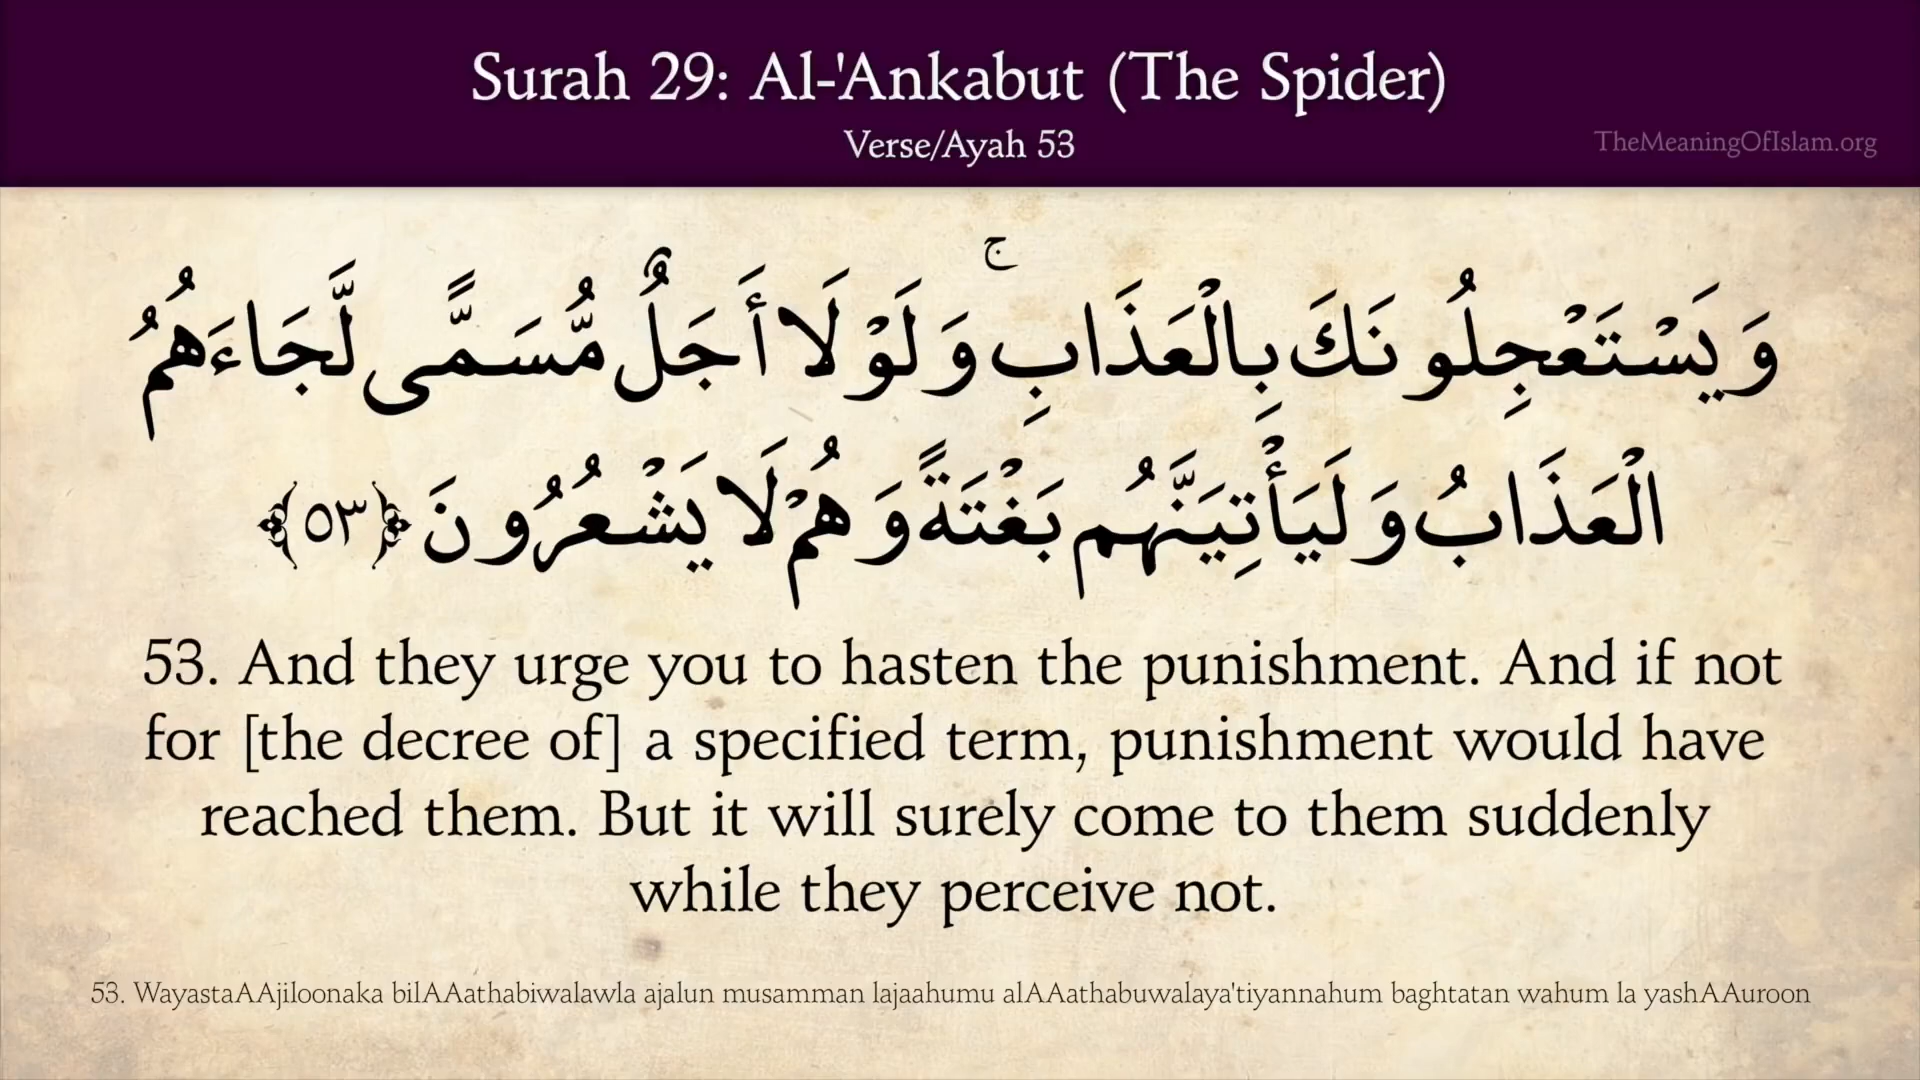 Surah 29: Al-'Ankabut (The Spider)
Verse/Ayah 53
TheMeaningOfIslam.org
وَيَسْتَعْجِلُونَكَ بِالْعَذَابِ ۚ وَلَوْلَا أَجَلٌ مُّسَمًّى لَّجَاءَهُمُ
الْعَذَابُ وَلَيَأْتِيَنَّهُم بَغْتَةً وَهُمْ لَا يَشْعُرُونَ ﴿٥٣﴾
53. And they urge you to hasten the punishment. And if not
for [the decree of] a specified term, punishment would have
reached them. But it will surely come to them suddenly
while they perceive not.
53. WayastaAAjiloonaka bilAAathabiwalawla ajalun musamman lajaahumu alAAathabuwalaya'tiyannahum baghtatan wahum la yashAAuroon